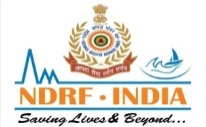 NDRF • INDIA
Saving Lives & Beyond...